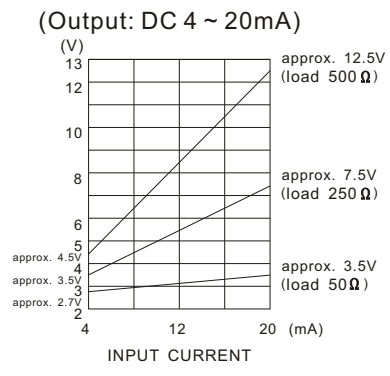 (Output: DC 4 ~ 20mA)
(V)
13
12
10
8
6
5
4
3
2
approx. 4.5V
approx. 3.5V
approx. 2.7V
approx. 12.5V
(load 500Ω)
approx. 7.5V
(load 250Ω)
approx. 3.5V
(load 50Ω)
4 12 20 (mA)
INPUT CURRENT